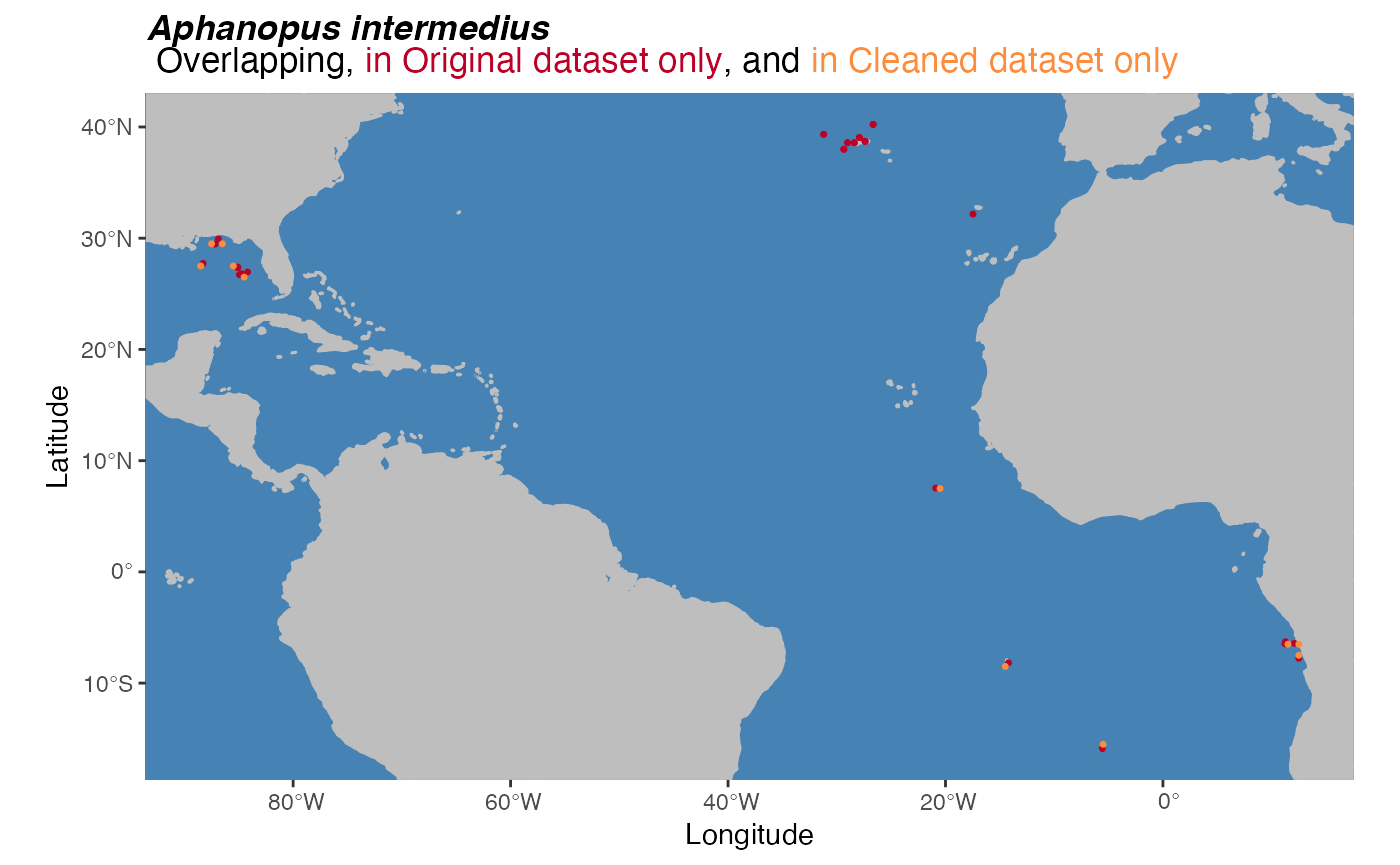 Aphanopus intermedius
Overlapping, in Original dataset only, and in Cleaned dataset only
40°N
30°N
20°N
10°N
0°
10°S
Latitude
80°W
60°W
40°W
20°W
0°
Longitude